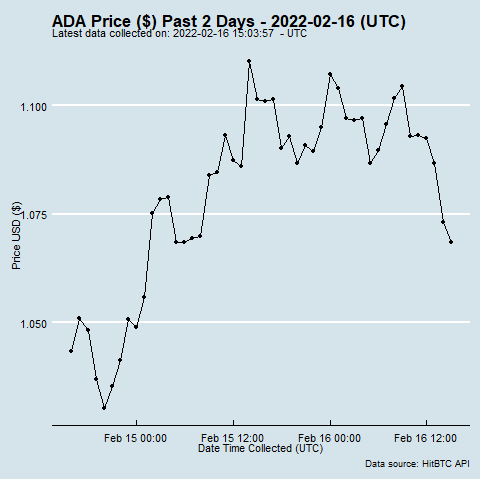 ADA Price ($) Past 2 Days - 2022-02-16 (UTC)
Latest data collected on: 2022-02-16 15:03:57 - UTC
1.100
1.075
1.050
Price USD ($)
Feb 15 00:00 Feb 15 12:00 Feb 16 00:00 Feb 16 12:00
Date Time Collected (UTC)
Data source: HitBTC API